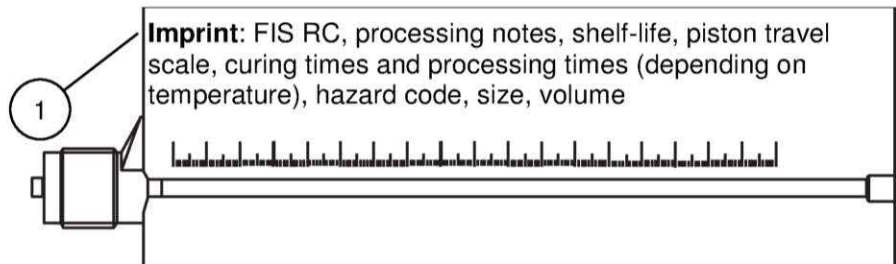 Imprint: FIS RC, processing notes, shelf-life, piston travel
scale, curing times and processing times (depending on
temperature), hazard code, size, volume
1